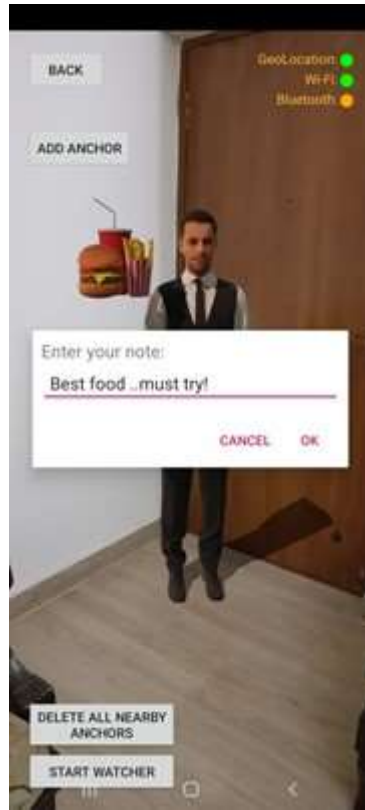 BACK
GeoLocation:
Wi-Fi:
Bluetooth:
ADD ANCHOR
Enter your note:
Best food ..must try!
CANCEL OK
DELETE ALL NEARBY
ANCHORS
START WATCHER